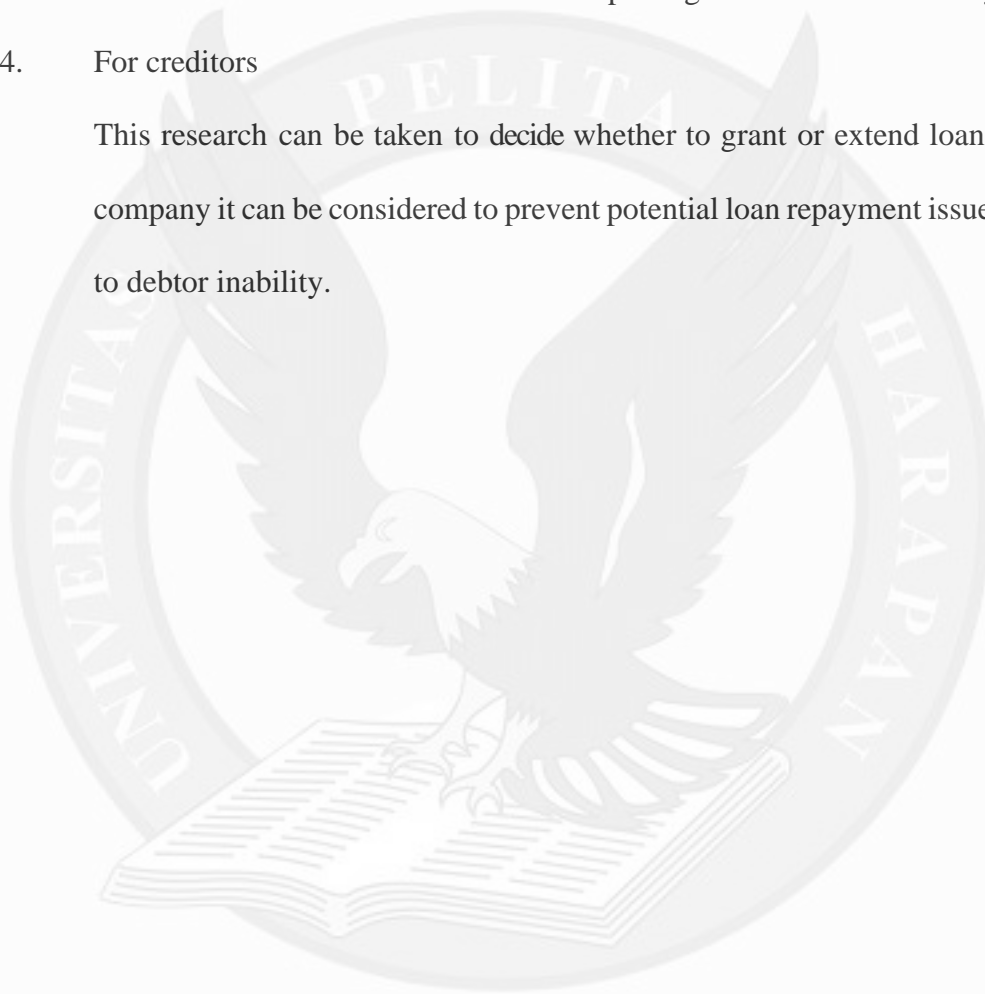 4. For creditors
This research can be taken to decide whether to grant or extend loan
company it can be considered to prevent potential loan repayment issue
to debtor inability.
UNIVERSITAS PELITA HARAPAN